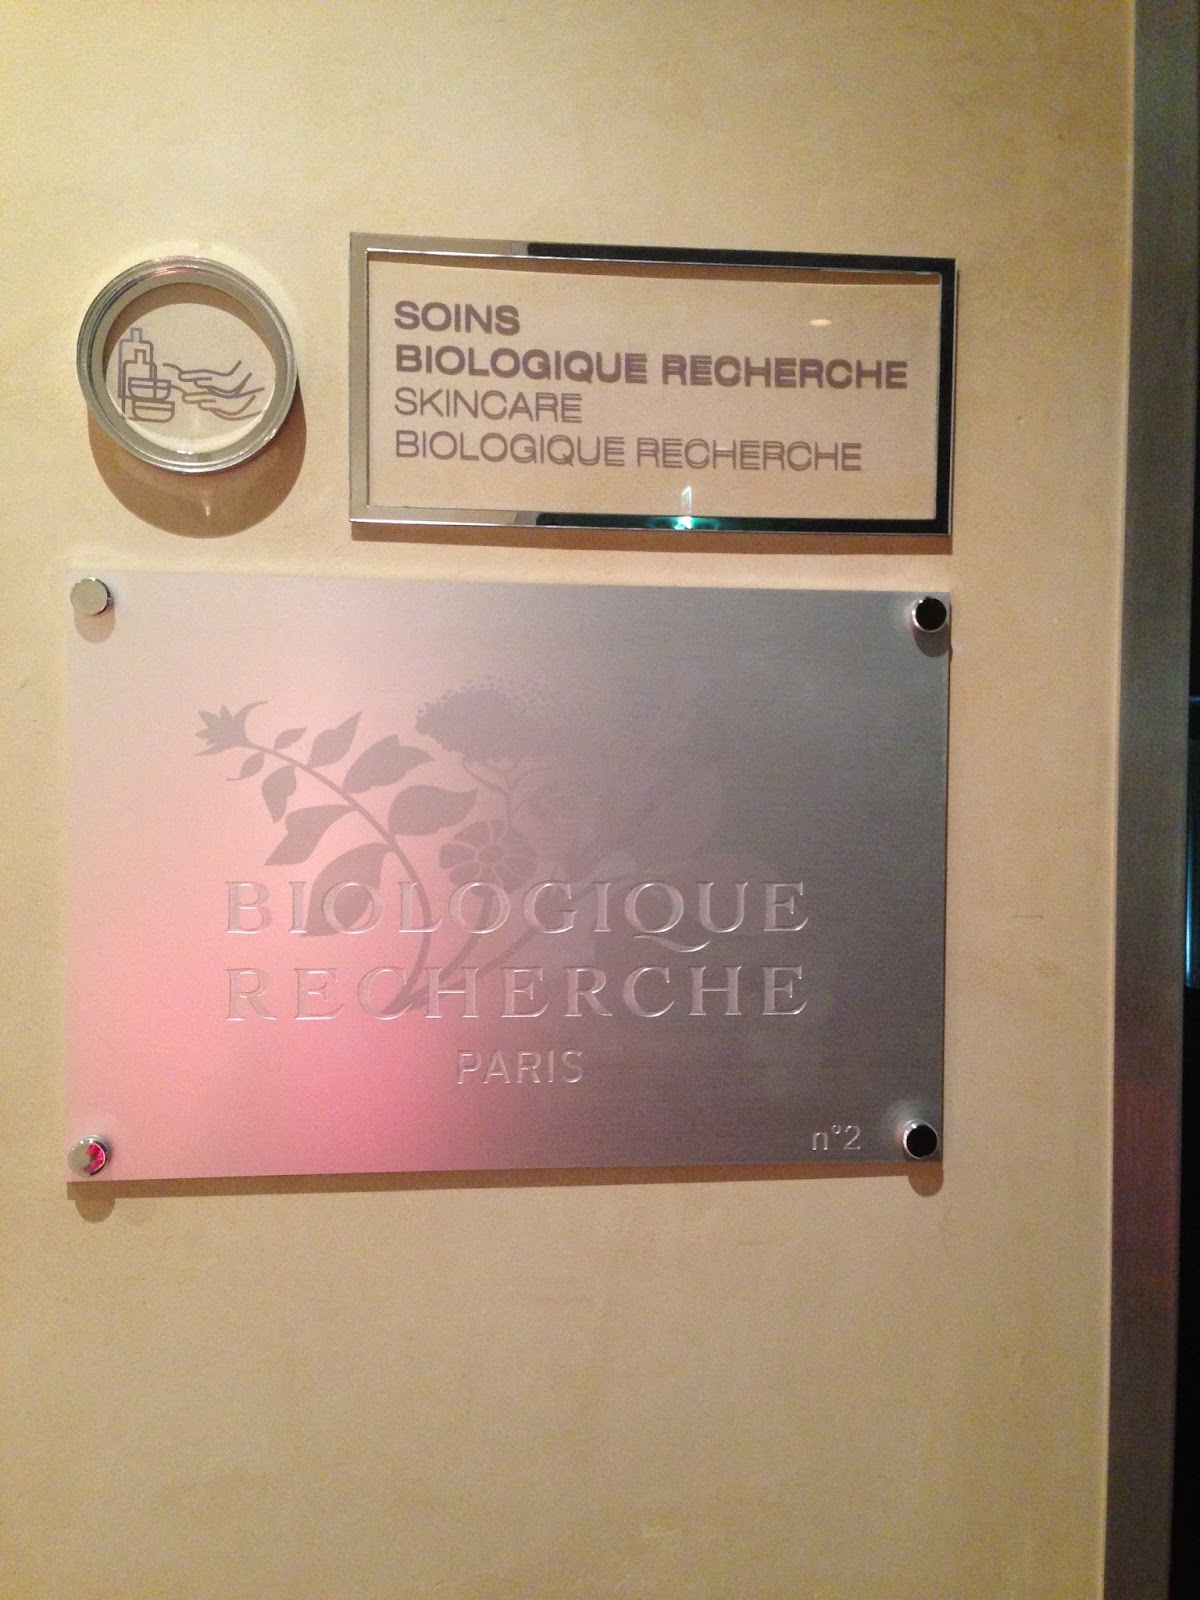 SOINS
BIOLOGIQUE RECHERCHE
SKINCARE
BIOLOGIQUE RECHERCHE
BIOLOGIQUE
RECHERCHE
PARIS
n°2